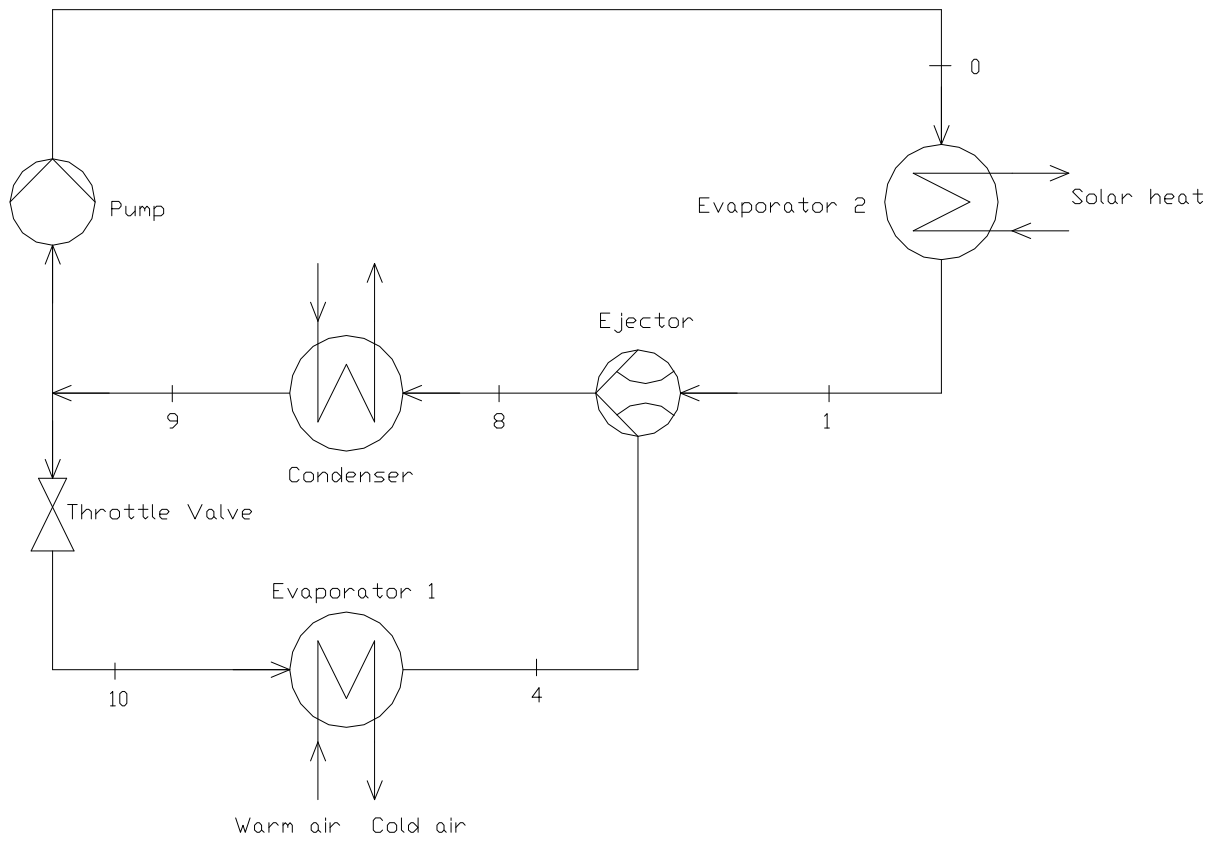 0
Solar heat
Evaporator 2
Pump
Ejector
9
8
1
Condenser
Throttle Valve
Evaporator 1
10
4
Warm air
Cold air